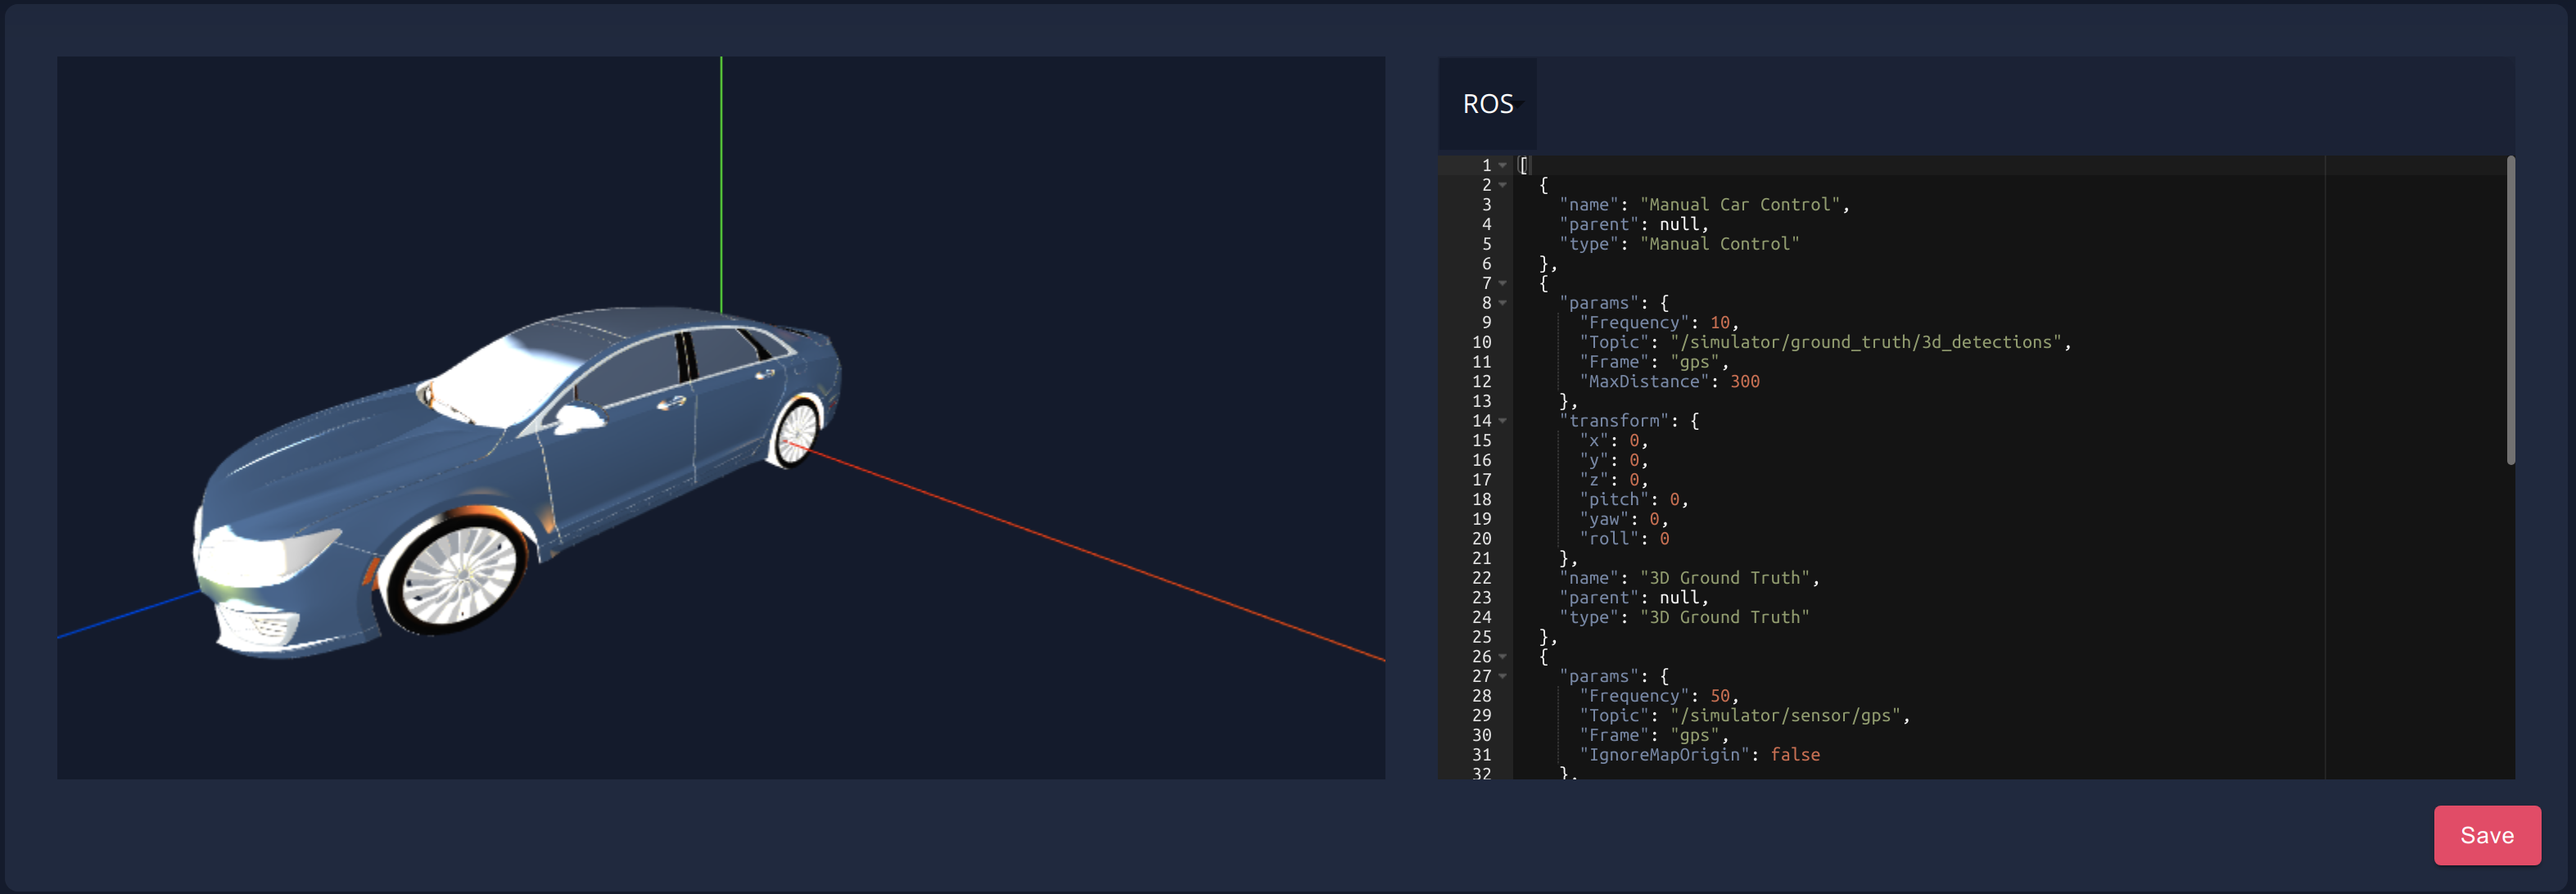 ROS
1 [
2 {
3 "name": "Manual Car Control",
4 "parent": null,
5 "type": "Manual Control"
6 },
7 {
8 "params": {
9 "Frequency": 10,
10 "Topic": "/simulator/ground_truth/3d_detections",
11 "Frame": "gps",
12 "MaxDistance": 300
13 },
14 "transform": {
15 "x": 0,
16 "y": 0,
17 "z": 0,
18 "pitch": 0,
19 "yaw": 0,
20 "roll": 0
21 },
22 "name": "3D Ground Truth",
23 "parent": null,
24 "type": "3D Ground Truth"
25 },
26 {
27 "params": {
28 "Frequency": 50,
29 "Topic": "/simulator/sensor/gps",
30 "Frame": "gps",
31 "IgnoreMapOrigin": false
32 },
Save